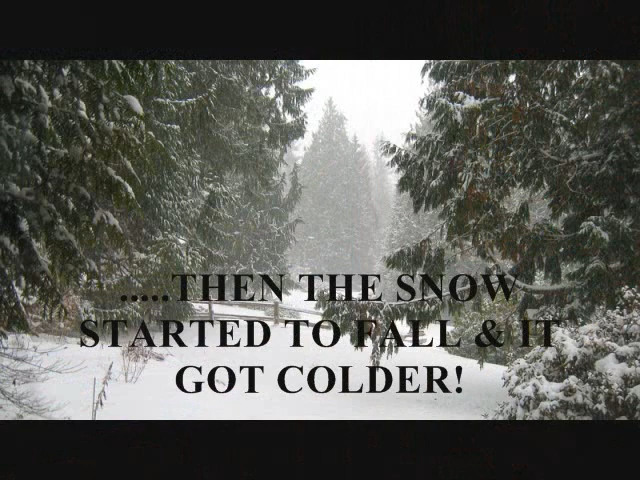 .....THEN THE SNOW
STARTED TO FALL & IT
GOT COLDER!